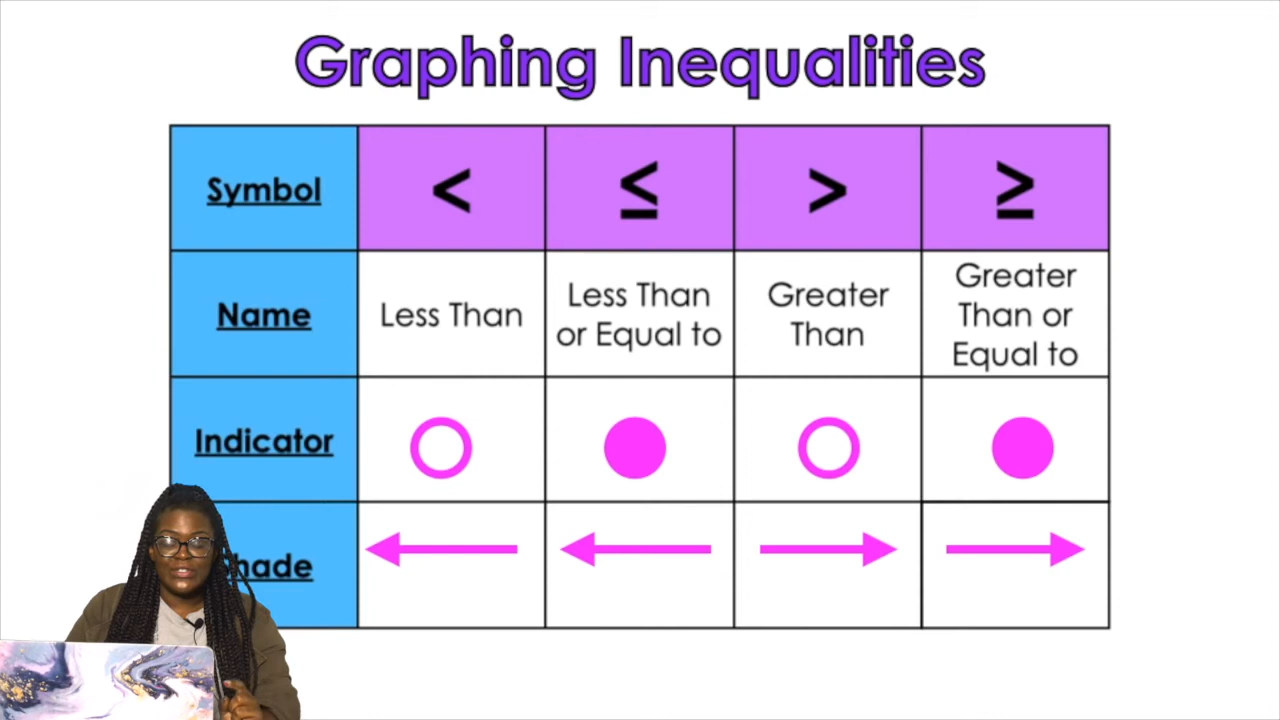 Graphing Inequalities
Symbol < ≤ > ≥
Name Less Than Less Than or Equal to Greater Than Greater Than or Equal to
Indicator